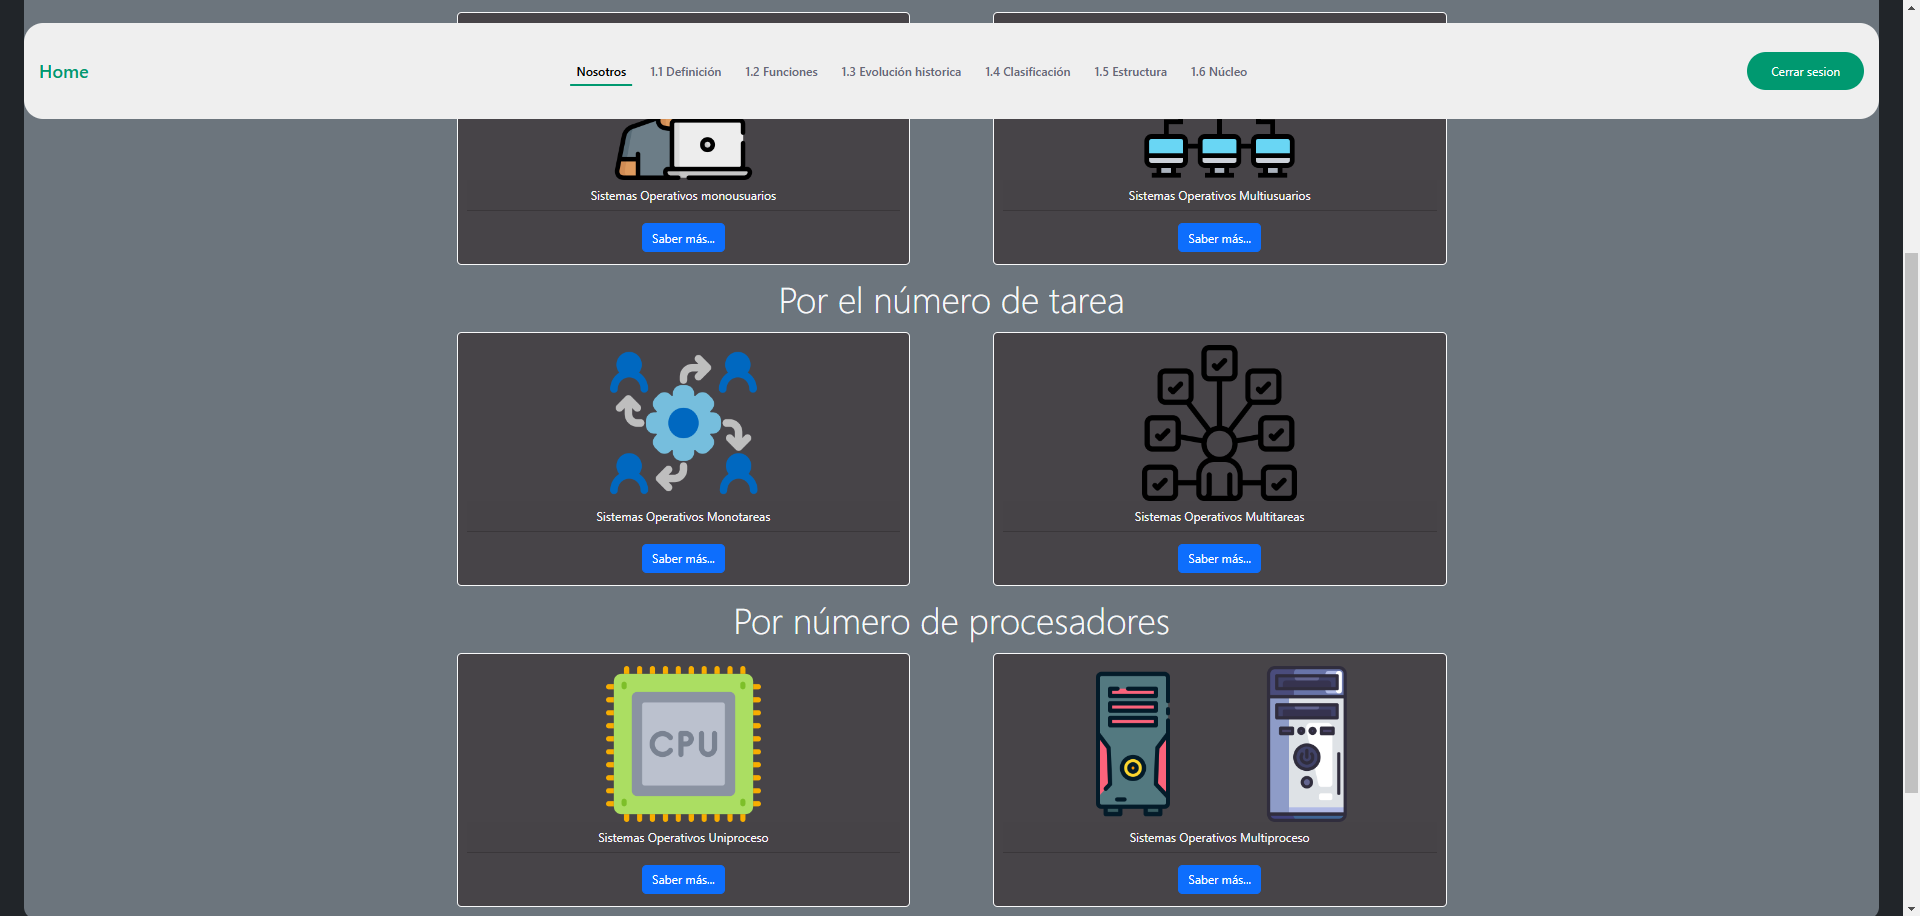 Home
Nosotros
1.1 Definición
1.2 Funciones
1.3 Evolución historica
1.4 Clasificación
1.5 Estructura
1.6 Núcleo
Cerrar sesion
Sistemas Operativos monousuarios
Saber más...
Sistemas Operativos Multiusuarios
Saber más...
Por el número de tarea
Sistemas Operativos Monotareas
Saber más...
Sistemas Operativos Multitareas
Saber más...
Por número de procesadores
CPU
Sistemas Operativos Uniproceso
Saber más...
Sistemas Operativos Multiproceso
Saber más...